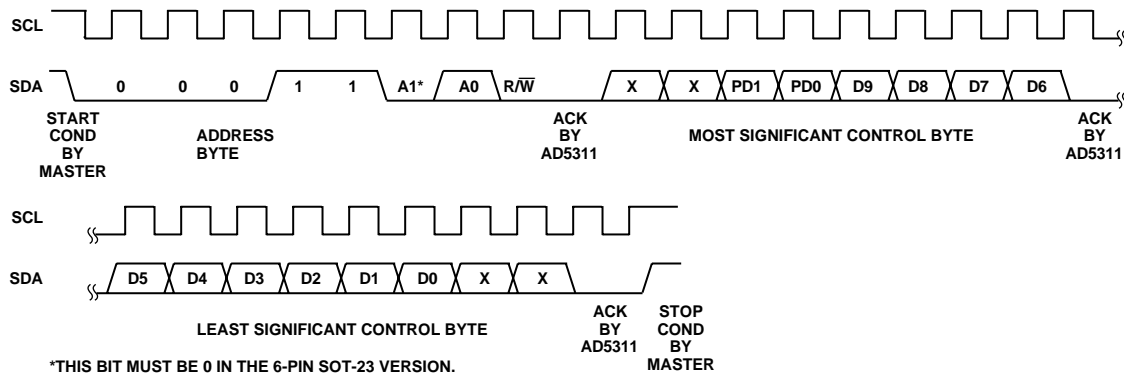 SCL
SDA 0 0 0 1 1 A1* A0 R/W̅ X X PD1 PD0 D9 D8 D7 D6
START COND BY MASTER
ADDRESS BYTE
ACK BY AD5311
MOST SIGNIFICANT CONTROL BYTE
ACK BY AD5311
SCL
SDA D5 D4 D3 D2 D1 D0 X X
LEAST SIGNIFICANT CONTROL BYTE
ACK BY AD5311
STOP COND BY MASTER
*THIS BIT MUST BE 0 IN THE 6-PIN SOT-23 VERSION.